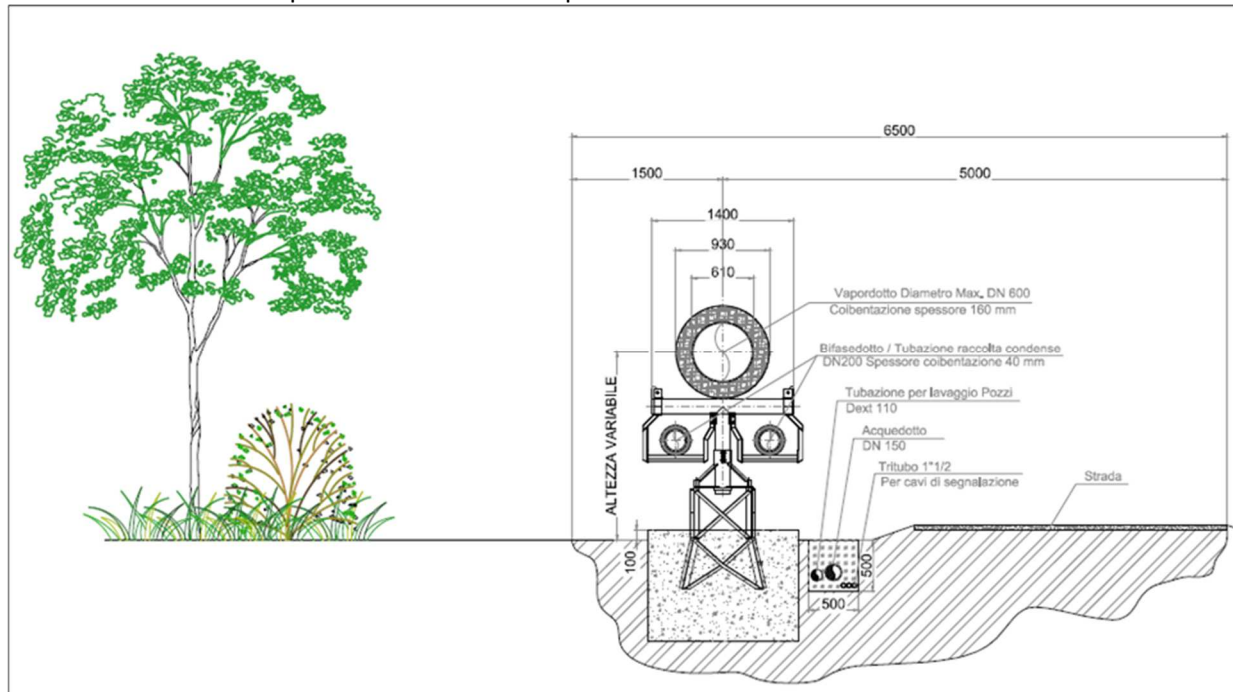 6500
1500
5000
1400
930
610
Vapordotto Diametro Max. DN 600
Coibentazione spessore 160 mm
Bifasedotto / Tubazione raccolta condense
DN200 Spessore coibentazione 40 mm
Tubazione per lavaggio Pozzi
Dext 110
Acquedotto
DN 150
Tritubo 1"1/2
Per cavi di segnalazione
Strada
ALTEZZA VARIABILE
100
500
500